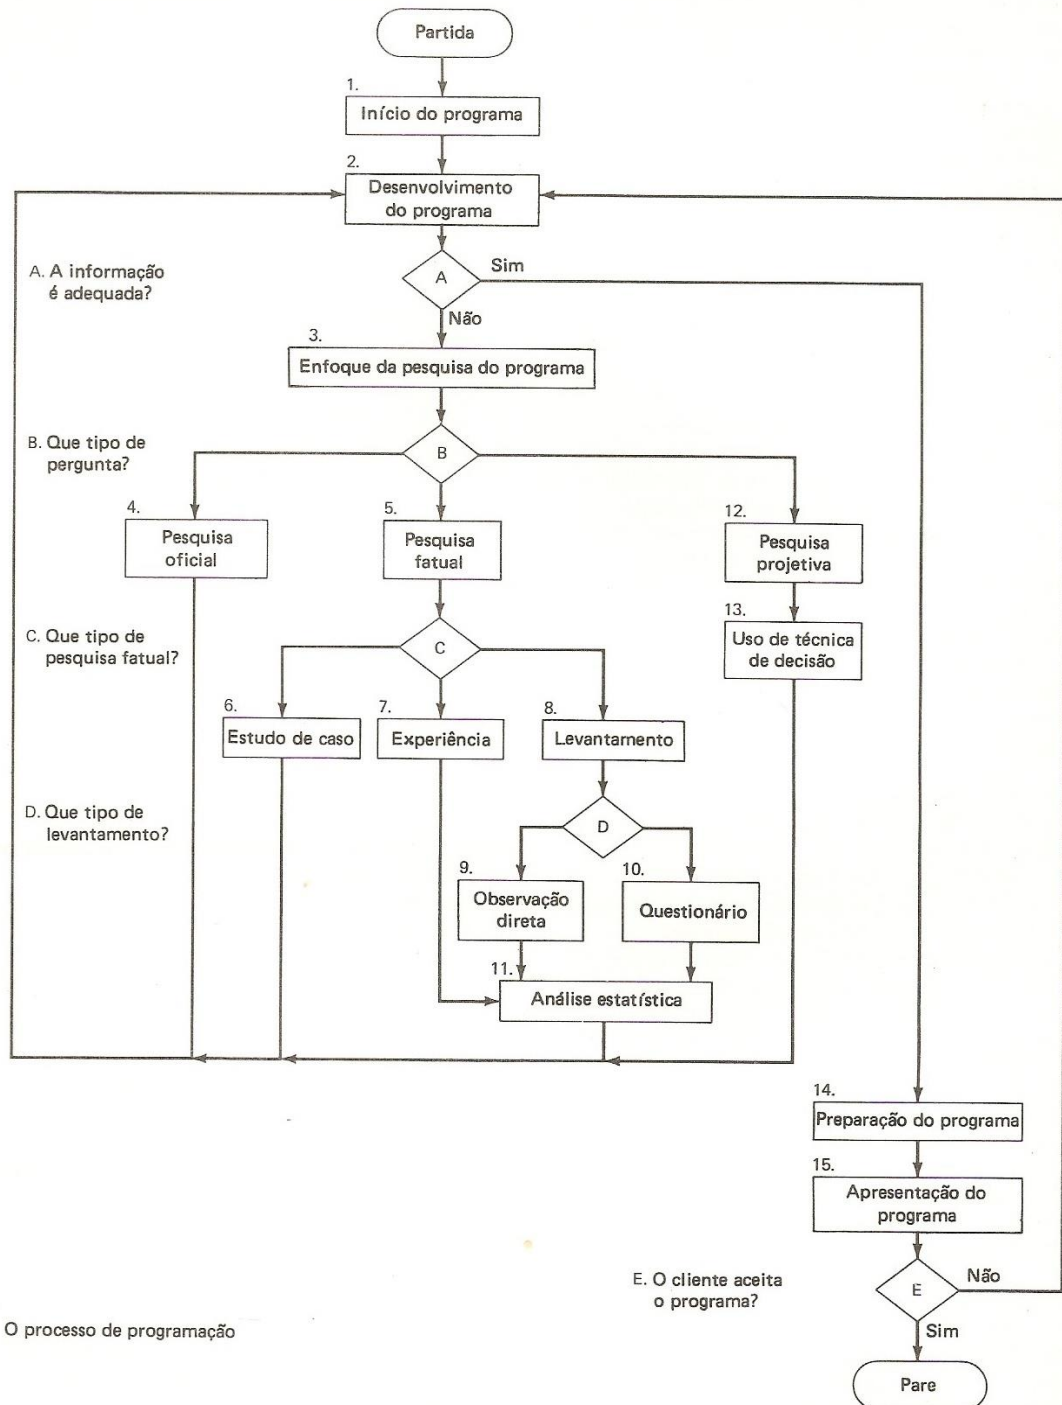 Partida
1.
Início do programa
2.
Desenvolvimento
do programa
A
Sim
A. A informação
é adequada?
Não
3.
Enfoque da pesquisa do programa
B. Que tipo de
pergunta?
B
4.
Pesquisa
oficial
5.
Pesquisa
fatual
12.
Pesquisa
projetiva
13.
Uso de técnica
de decisão
C. Que tipo de
pesquisa fatual?
C
6.
Estudo de caso
7.
Experiência
8.
Levantamento
D. Que tipo de
levantamento?
D
9.
Observação
direta
10.
Questionário
11.
Análise estatística
14.
Preparação do programa
15.
Apresentação do
programa
E. O cliente aceita
o programa?
E
Não
Sim
O processo de programação
Pare